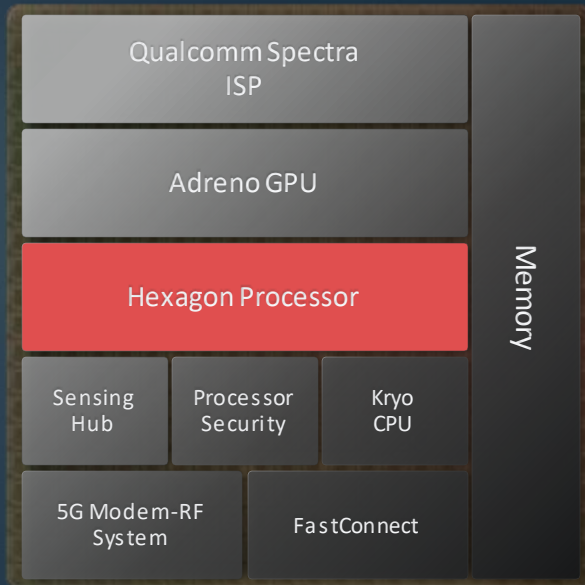 Qualcomm Spectra
ISP
Adreno GPU
Hexagon Processor
Sensing
Hub
Processor
Security
Kryo
CPU
5G Modem-RF
System
FastConnect
Memory